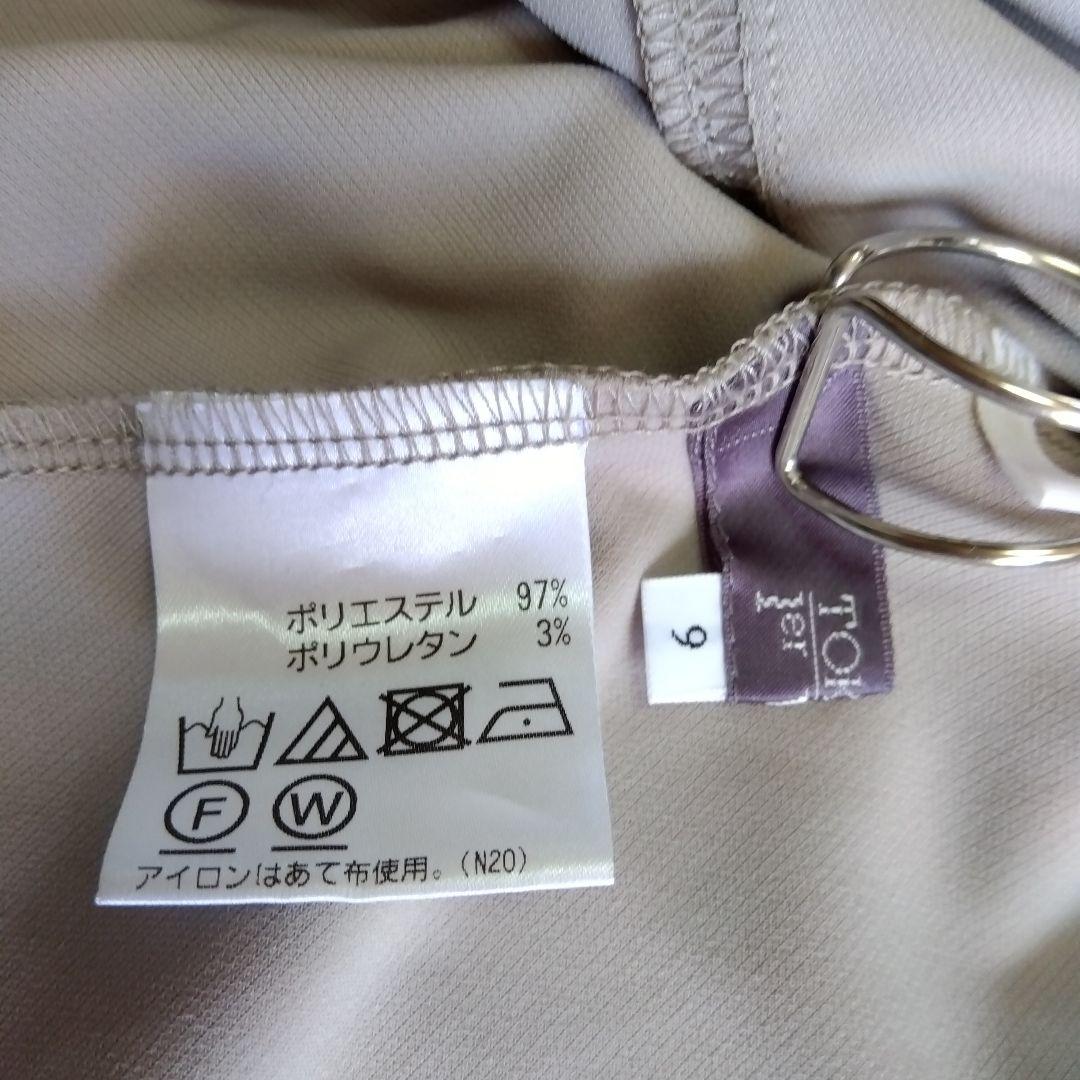 ポリエステル 97%
ポリウレタン 3%
F W
アイロンはあて布使用。(N20)
9
TOK